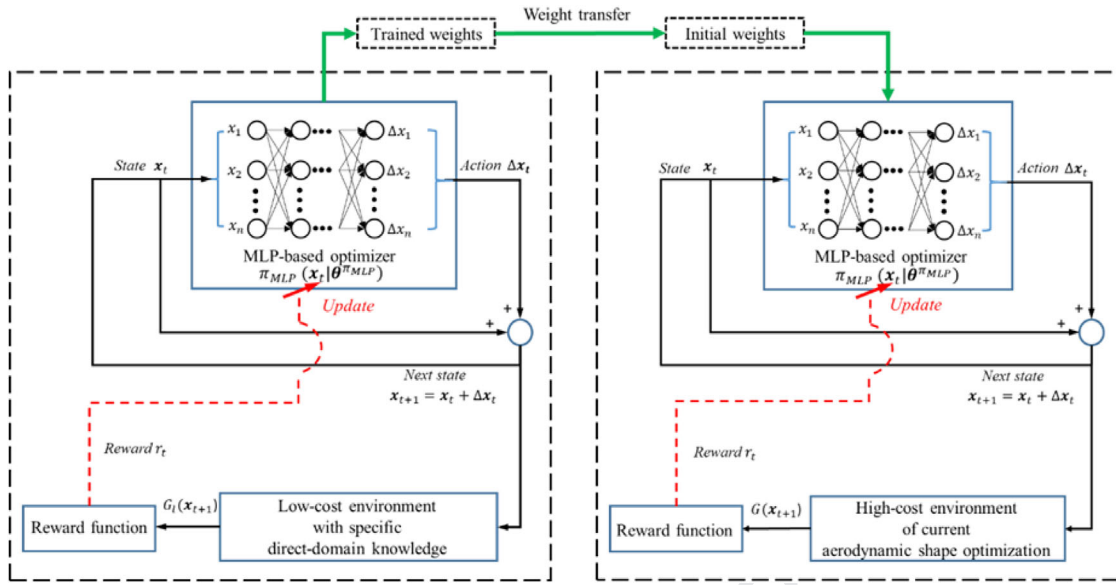 Weight transfer
Trained weights
Initial weights
x₁
x₂
xₙ
Δx₁
Δx₂
Δxₙ
State xₜ
Action Δxₜ
MLP-based optimizer
π_MLP (xₜ|θ^π_MLP)
Update
+
+
Next state
xₜ₊₁ = xₜ + Δxₜ
Reward rₜ
Reward function
Gₗ(xₜ₊₁)
Low-cost environment
with specific
direct-domain knowledge
x₁
x₂
xₙ
Δx₁
Δx₂
Δxₙ
State xₜ
Action Δxₜ
MLP-based optimizer
π_MLP (xₜ|θ^π_MLP)
Update
+
+
Next state
xₜ₊₁ = xₜ + Δxₜ
Reward rₜ
Reward function
G(xₜ₊₁)
High-cost environment
of current
aerodynamic shape optimization